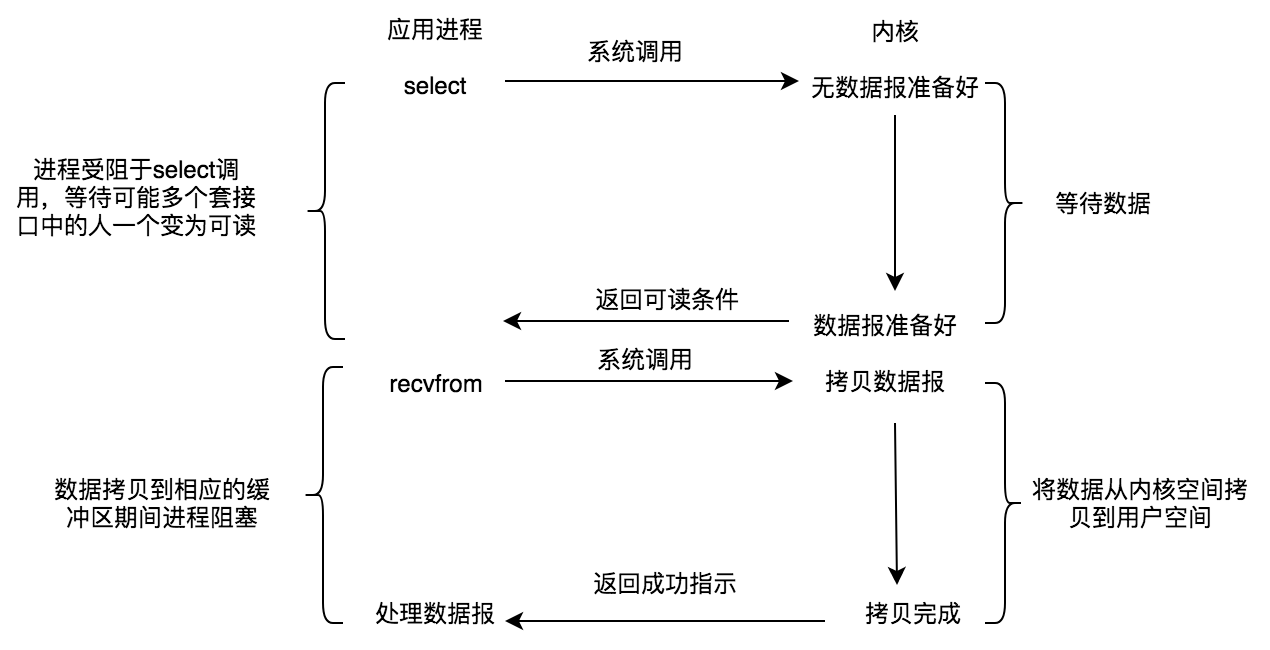 应用进程
内核
系统调用
select
无数据报准备好
进程受阻于select调
用，等待可能多个套接
口中的人一个变为可读
等待数据
返回可读条件
数据报准备好
系统调用
recvfrom
拷贝数据报
数据拷贝到相应的缓
冲区期间进程阻塞
将数据从内核空间拷
贝到用户空间
返回成功指示
处理数据报
拷贝完成